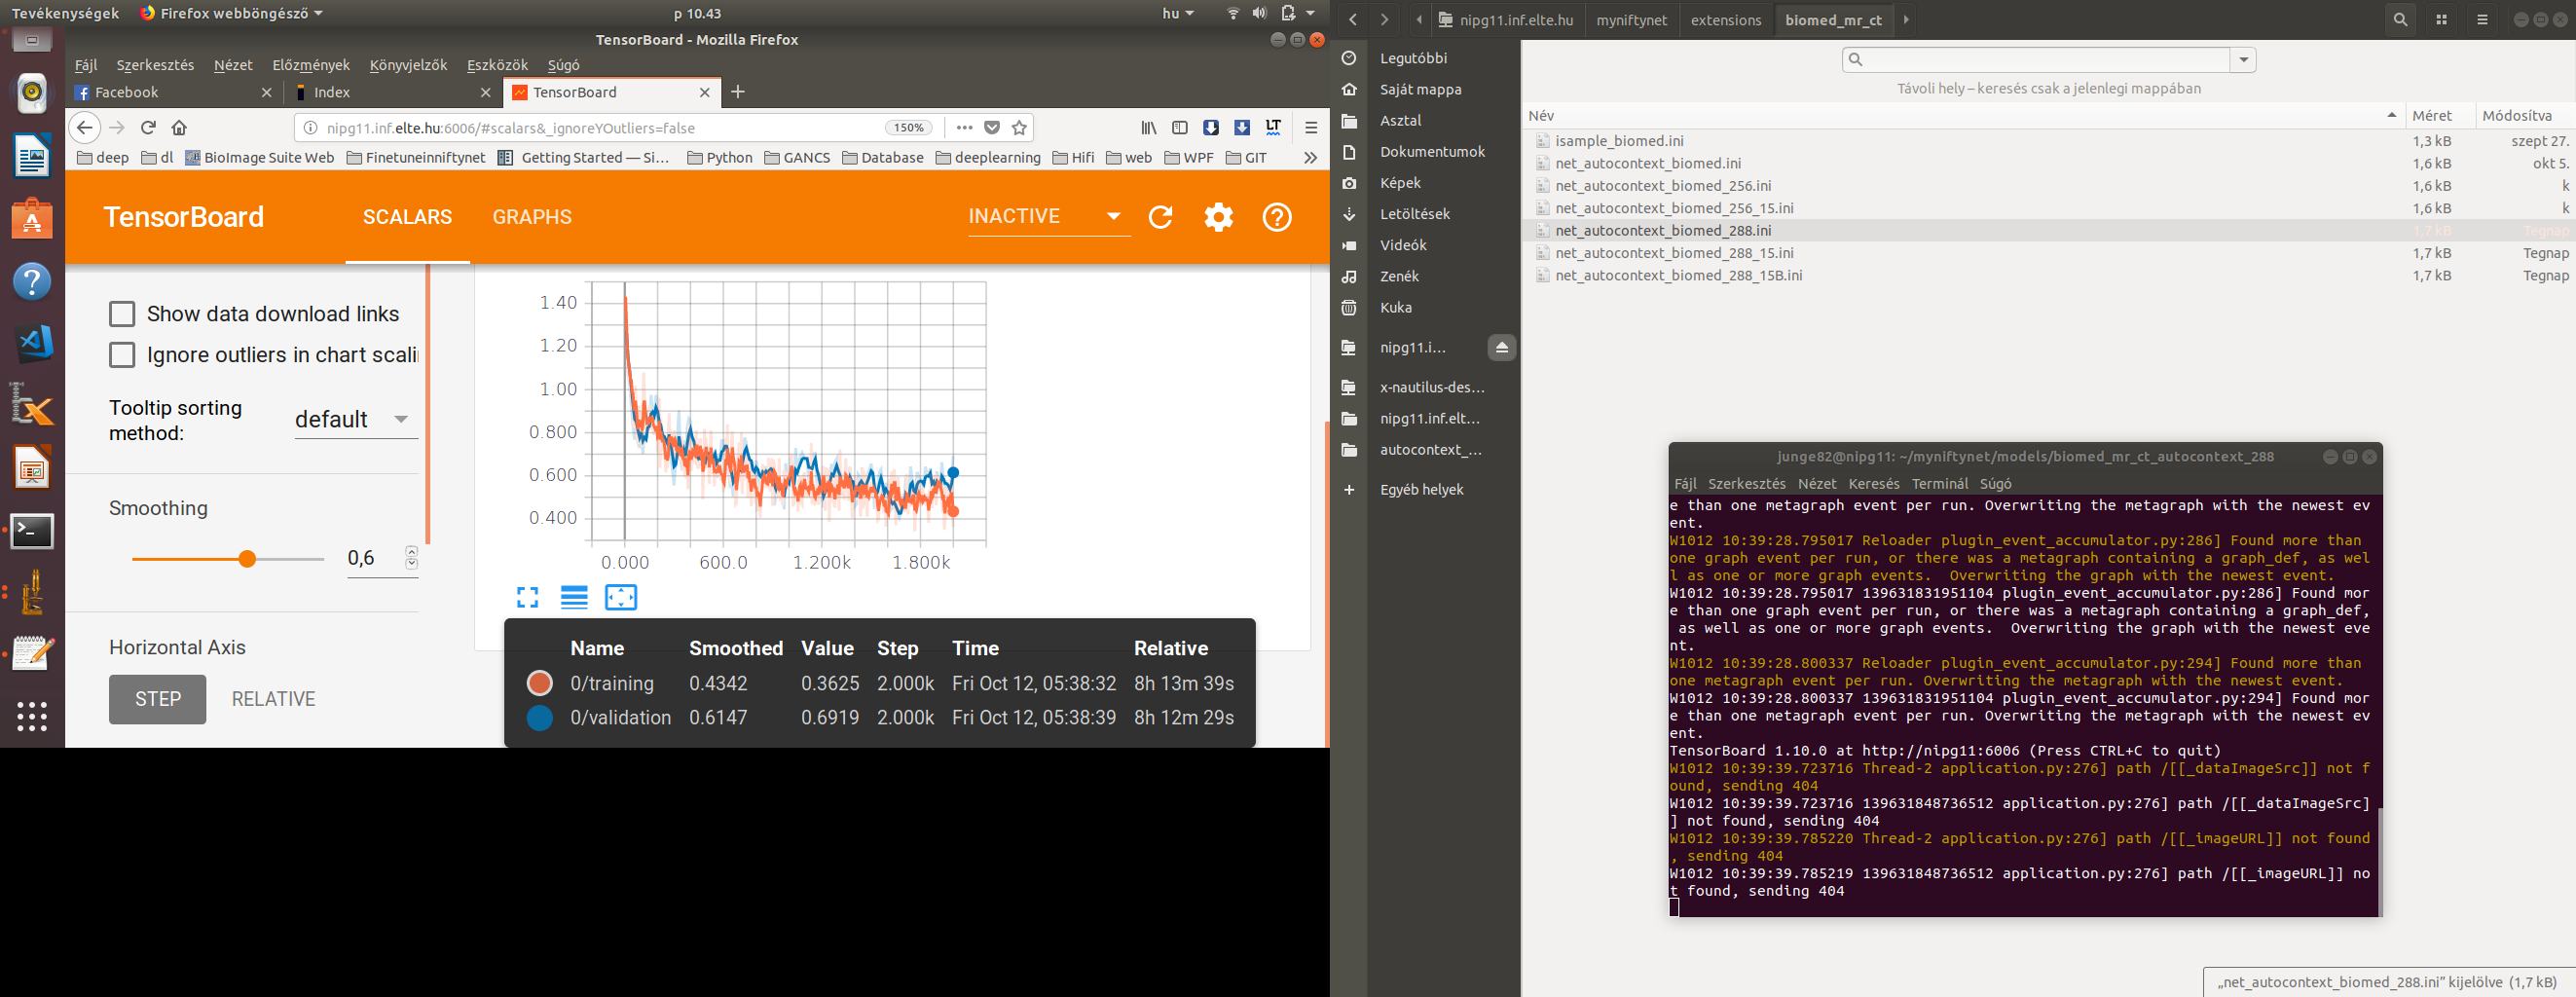 Tevékenységek
Firefox webböngésző
p 10.43
hu
TensorBoard - Mozilla Firefox
Fájl Szerkesztés Nézet Előzmények Könyvjelzők Eszközök Súgó
Facebook
Index
TensorBoard
nipg11.inf.elte.hu:6006/#scalars&_ignoreYOutliers=false
150%
deep dl BioImage Suite Web Finetuneinniftynet Getting Started — Si... Python GANCS Database deeplearning Hifi web WPF GIT
TensorBoard
SCALARS GRAPHS
INACTIVE
Show data download links
Ignore outliers in chart scali
Tooltip sorting
method:
default
Smoothing
0,6
Horizontal Axis
STEP RELATIVE
1.40
1.20
1.00
0.800
0.600
0.400
0.000 600.0 1.200k 1.800k
Name Smoothed Value Step Time Relative
0/training 0.4342 0.3625 2.000k Fri Oct 12, 05:38:32 8h 13m 39s
0/validation 0.6147 0.6919 2.000k Fri Oct 12, 05:38:39 8h 12m 29s
nipg11.inf.elte.hu myniftynet extensions biomed_mr_ct
Legutóbbi
Saját mappa
Asztal
Dokumentumok
Képek
Letöltések
Videók
Zenék
Kuka
nipg11.i...
x-nautilus-des...
nipg11.inf.elt...
autocontext_...
Egyéb helyek
Távoli hely – keresés csak a jelenlegi mappában
Név Méret Módosítva
isample_biomed.ini 1,3 kB szept 27.
net_autocontext_biomed.ini 1,6 kB okt 5.
net_autocontext_biomed_256.ini 1,6 kB k
net_autocontext_biomed_256_15.ini 1,6 kB k
net_autocontext_biomed_288.ini 1,7 kB Tegnap
net_autocontext_biomed_288_15.ini 1,7 kB Tegnap
net_autocontext_biomed_288_15B.ini 1,7 kB Tegnap
junge82@nipg11: ~/myniftynet/models/biomed_mr_ct_autocontext_288
Fájl Szerkesztés Nézet Keresés Terminál Súgó
e than one metagraph event per run. Overwriting the metagraph with the newest ev
ent.
W1012 10:39:28.795017 Reloader plugin_event_accumulator.py:286] Found more than
one graph event per run, or there was a metagraph containing a graph_def, as wel
l as one or more graph events.  Overwriting the graph with the newest event.
W1012 10:39:28.795017 139631831951104 plugin_event_accumulator.py:286] Found mor
e than one graph event per run, or there was a metagraph containing a graph_def,
 as well as one or more graph events.  Overwriting the graph with the newest eve
nt.
W1012 10:39:28.800337 Reloader plugin_event_accumulator.py:294] Found more than
one metagraph event per run. Overwriting the metagraph with the newest event.
W1012 10:39:28.800337 139631831951104 plugin_event_accumulator.py:294] Found mor
e than one metagraph event per run. Overwriting the metagraph with the newest ev
ent.
TensorBoard 1.10.0 at http://nipg11:6006 (Press CTRL+C to quit)
W1012 10:39:39.723716 Thread-2 application.py:276] path /[[_dataImageSrc]] not f
ound, sending 404
W1012 10:39:39.723716 139631848736512 application.py:276] path /[[_dataImageSrc]
] not found, sending 404
W1012 10:39:39.785220 Thread-2 application.py:276] path /[[_imageURL]] not found
, sending 404
W1012 10:39:39.785219 139631848736512 application.py:276] path /[[_imageURL]] no
t found, sending 404
„net_autocontext_biomed_288.ini” kijelölve (1,7 kB)